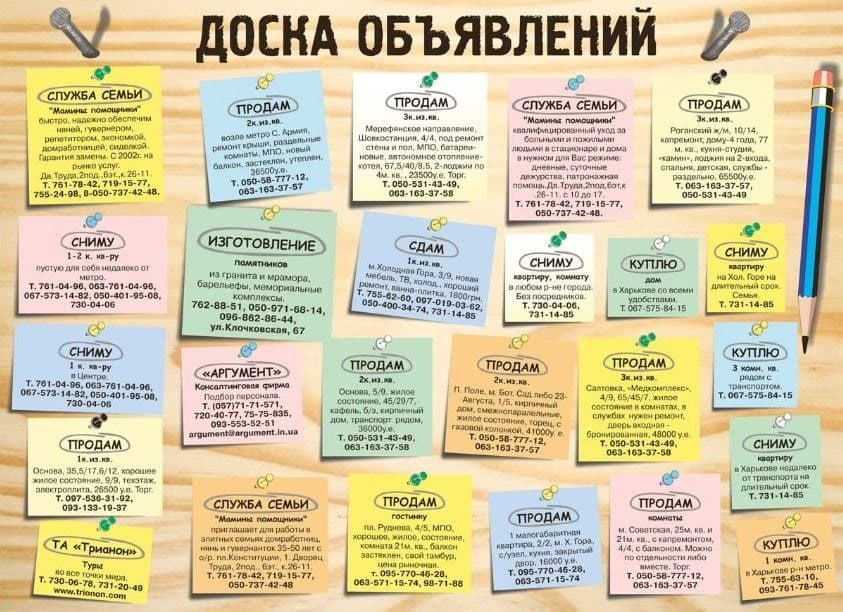 ДОСКА ОБЪЯВЛЕНИЙ
СЛУЖБА СЕМЬИ
"Мамины помощники"
быстро, надежно обеспечим
няней, гувернером,
репетитором, экономкой,
домработницей, сиделкой.
Гарантия замены. С 2002г. на
рынке услуг.
Дв.Труда,2под.,6эт.,к.26-11.
Т. 761-78-42, 719-15-77,
755-24-98, 8-050-737-42-48.
ПРОДАМ
2к.из.кв.
возле метро С. Армия,
ремонт крыши, раздельные
комнаты, МПО, новый
балкон, застеклен, утеплен,
36500у.е.
Т. 050-58-777-12,
063-163-37-57
ПРОДАМ
3к.из.кв.
Мерефянское направление,
Шовкостанция, 4/4, под ремонт
стены и пол, МПО, батареи-
новые, автономное отопление-
котел, 67,5/40/8.5, 2-лоджии по
4м. кв., 23500у.е. Торг.
Т. 050-531-43-49,
063-163-37-58
СЛУЖБА СЕМЬИ
"Мамины помощники"
квалифицированный уход за
больными и пожилыми
людьми в стационаре и дома
в нужном для Вас режиме:
дневные, суточные
дежурства, патронажная
помощь.Дв.Труда,2под,6эт,к
26-11. с 10 до 17.
Т. 761-78-42, 719-15-77,
050-737-42-48.
ПРОДАМ
3к.из.кв.
Роганский ж/м, 10/14,
капремонт, дому-4 года, 77
м. кв., кухня-студия,
«камин», лоджия на 2-входа,
спальня, детская, службы -
раздельно, 65500у.е.
Т. 063-163-37-57,
050-531-43-49
СНИМУ
1-2 к. кв-ру
пустую для себя недалеко от
метро.
Т. 761-04-96, 063-761-04-96,
067-573-14-82, 050-401-95-08,
730-04-06
ИЗГОТОВЛЕНИЕ
памятников
из гранита и мрамора,
барельефы, мемориальные
комплексы.
762-88-51, 050-971-68-14,
096-862-86-44,
ул.Клочковская, 67
СДАМ
1к.из.кв.
м.Холодная Гора, 3/9, новая
мебель, ТВ, холод., хороший
ремонт, ванна-плитка, 1800грн.
Т. 755-62-60, 097-019-03-62,
050-400-34-74, 731-14-85
СНИМУ
квартиру, комнату
в любом р-не города.
Без посредников.
Т. 730-04-06,
731-14-85
КУПЛЮ
дом
в Харькове со всеми
удобствами.
Т. 067-575-84-15
СНИМУ
квартиру
на Хол. Горе на
длительный срок.
Семья.
Т. 731-14-85
СНИМУ
1 к. кв-ру
в Центре.
Т. 761-04-96, 063-761-04-96,
067-573-14-82, 050-401-95-08,
730-04-06
«АРГУМЕНТ»
Консалтинговая фирма
Подбор персонала.
Т. (057)71-71-571,
720-40-77, 75-75-835,
093-553-52-51
argument@argument.in.ua
ПРОДАМ
2к.из.кв.
Основа, 5/9, жилое
состояние, 45/29/7,
кафель, б/з, кирпичный
дом, транспорт рядом,
36000у.е.
Т. 050-531-43-49,
063-163-37-58
ПРОДАМ
2к.из.кв.
П. Поле, м. Бот. Сад либо 23-
Августа, 1/5, кирпичный
дом, смежнопаралельные,
жилое состояние, торец, с
газовой колонкой, 41000у. е.
Т. 050-58-777-12,
063-163-37-57
ПРОДАМ
3к.из.кв.
Салтовка, «Медкомплекс»,
4/9, 65/45/7, жилое
состояние в комнатах, в
службах нужен ремонт,
дверь входная -
бронированная, 48000 у.е.
Т. 050-531-43-49,
063-163-37-58
КУПЛЮ
3 комн. кв.
рядом с
транспортом.
Т. 067-575-84-15
ПРОДАМ
1к.из.кв.
Основа, 35,5/17,6/12, хорошее
жилое состояние, 9/9, техэтаж,
электроплита, 26500 у.е. Торг.
Т. 097-536-31-92,
093-133-19-37
СНИМУ
квартиру
в Харькове недалеко
от транспорта на
длительный срок.
Т. 731-14-85
ТА «Трианон»
Туры
во все точки мира.
Т. 730-06-78, 731-20-49
www.trionon.com
СЛУЖБА СЕМЬИ
"Мамины помощники"
приглашает для работы в
элитных семьях домработниц,
нянь и гувернанток 35-50 лет с
о/р. пл.Конституции, 1. Дворец
Труда, 2под., 6эт., к.26-11.
Т. 761-78-42, 719-15-77,
050-737-42-48
ПРОДАМ
гостинку
пл. Руднева, 4/5, МПО,
хорошее, жилое, состояние,
комната 21м. кв., балкон
застеклен, свой тамбур,
цена рыночная.
Т. 095-770-46-28,
063-571-15-74, 98-71-88
ПРОДАМ
1 малогабаритная
квартира, 2/2, м. Х. Гора,
с/узел, кухня, закрытый
двор, 16000 у.е.
Т. 095-770-46-28,
063-571-15-74
ПРОДАМ
комнаты
м. Советская, 25м. кв. и
21м. кв., с капремонтом,
4/4, с балконом. Можно
по отдельности либо
вместе. Торг.
Т. 050-58-777-12,
063-163-37-57
КУПЛЮ
1 комн. кв.
в Харькове р-н метро.
Т. 755-63-10,
093-761-78-45